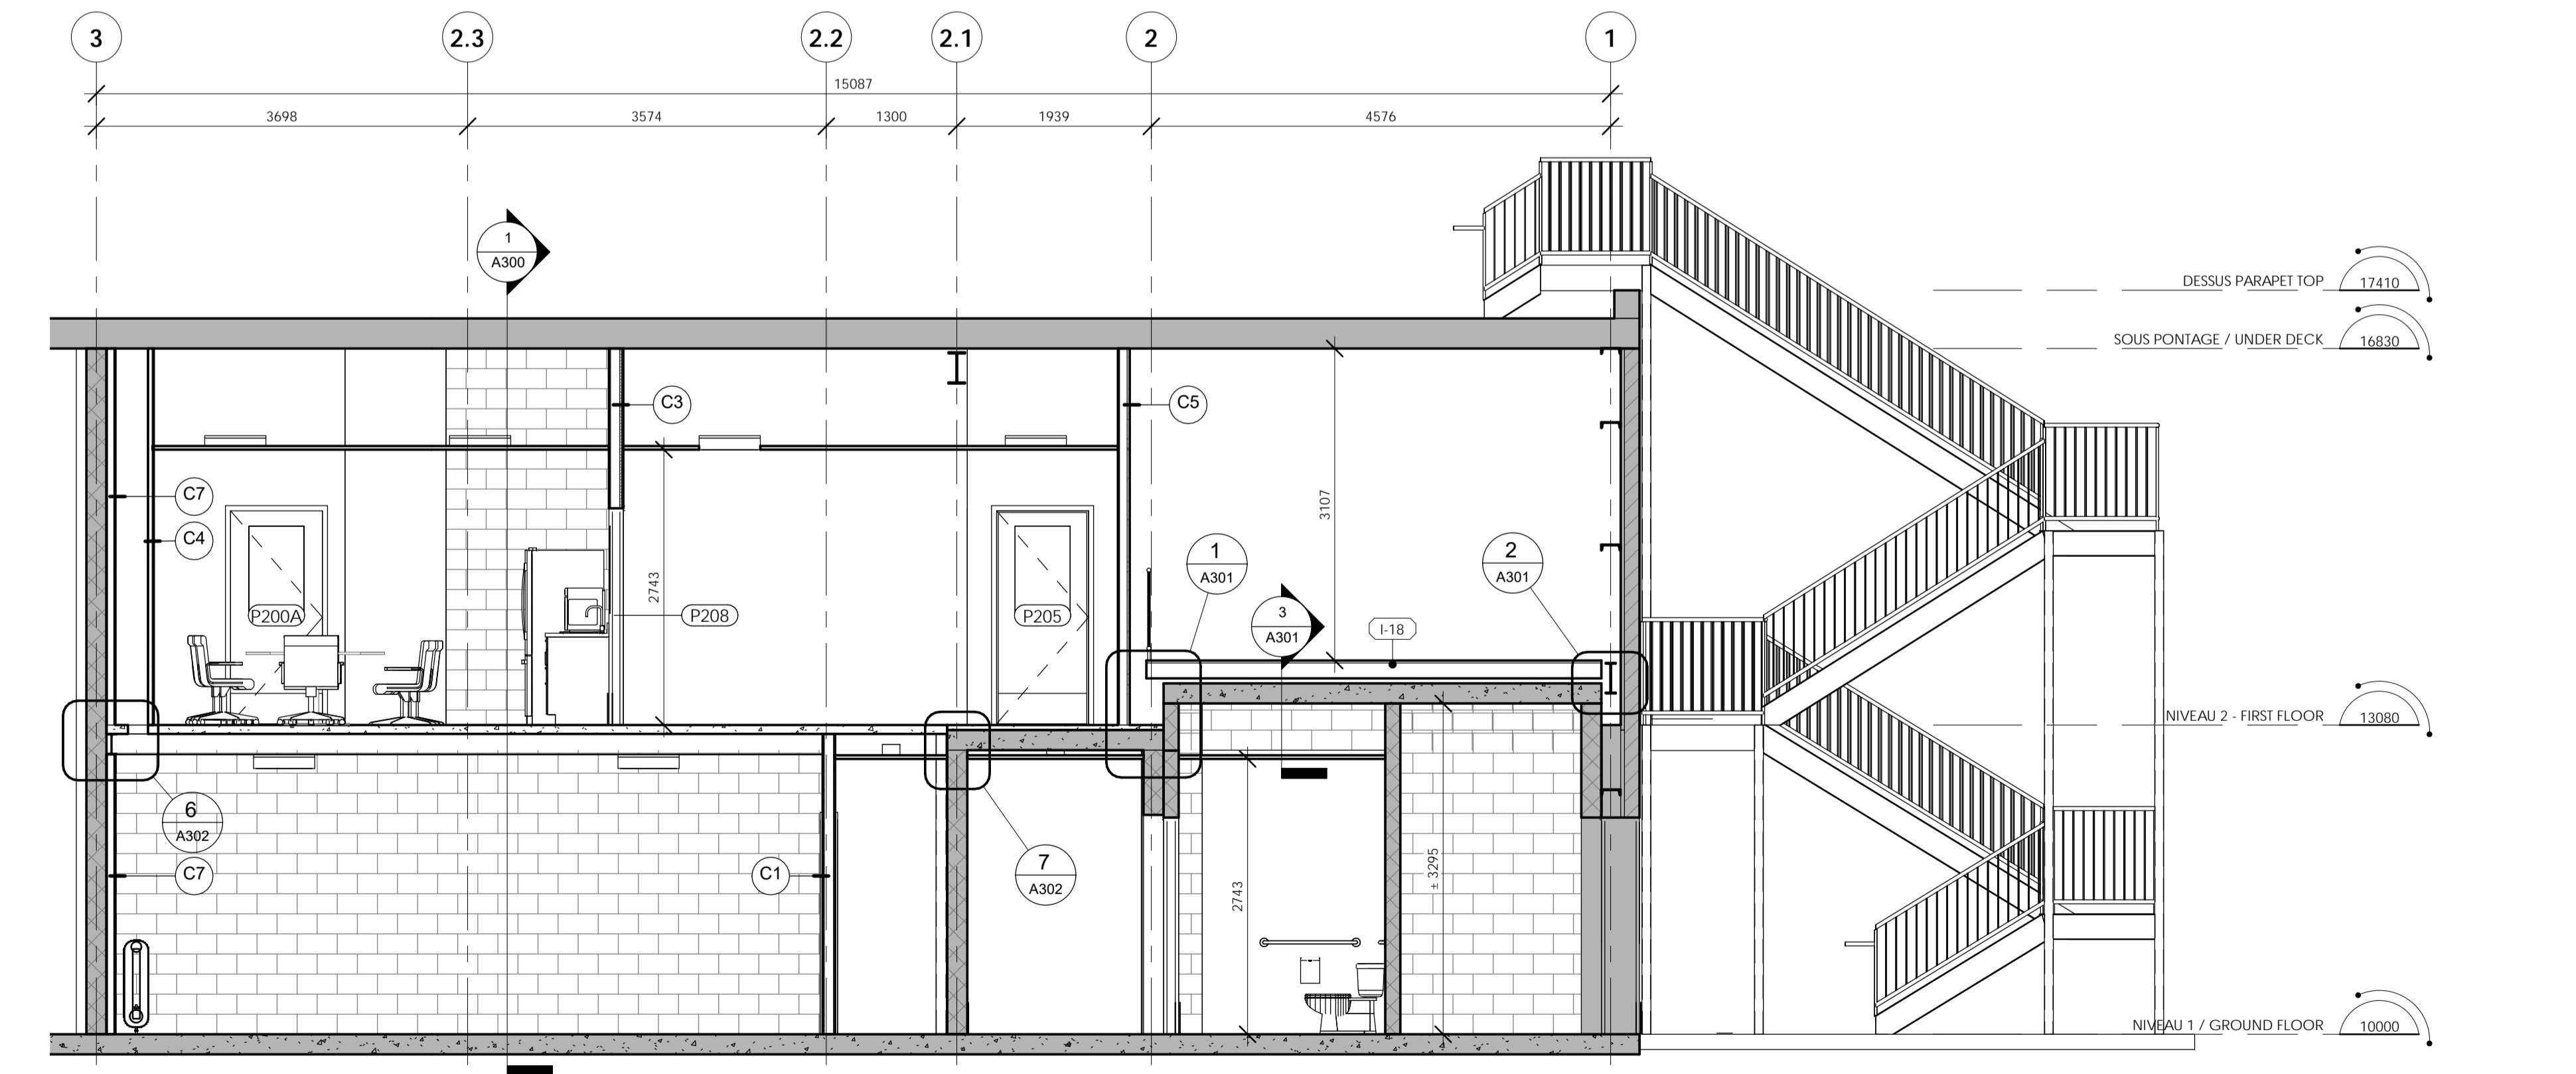 3
2.3
2.2
2.1
2
1
15087
3698
3574
1300
1939
4576
1
A300
DESSUS PARAPET TOP
17410
SOUS PONTAGE / UNDER DECK
16830
C3
C5
C7
C4
3107
2743
P200A
P208
P205
1
A301
2
A301
3
A301
I-18
NIVEAU 2 - FIRST FLOOR
13080
6
A302
C7
C1
7
A302
2743
± 3295
NIVEAU 1 / GROUND FLOOR
10000